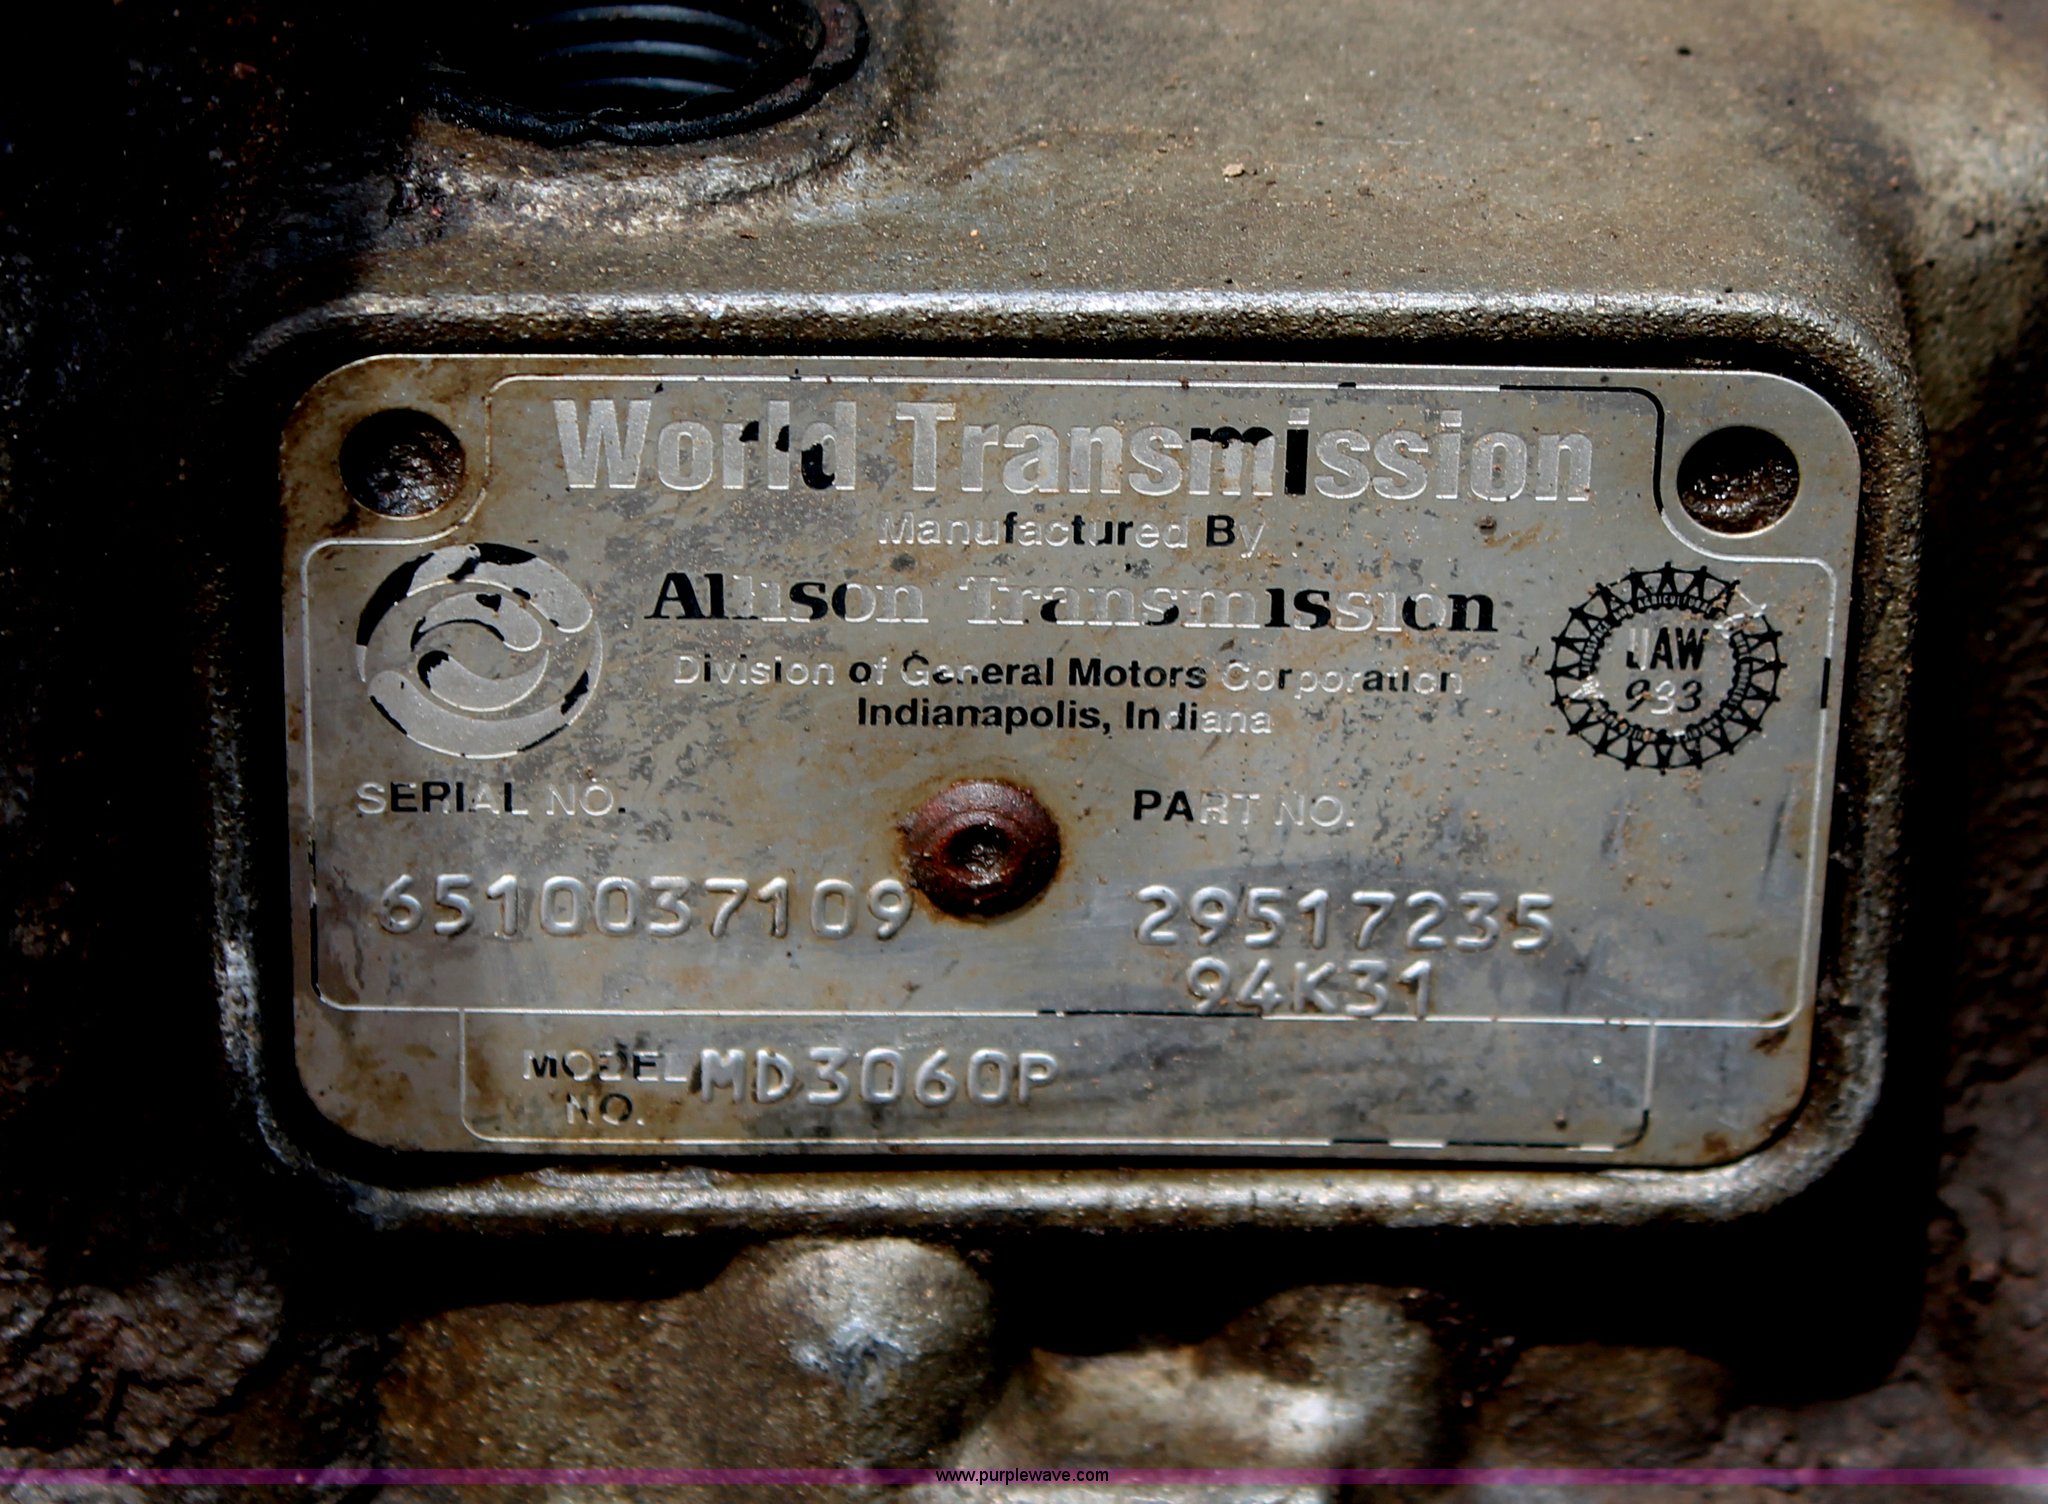 World Transmission
Manufactured By
Allison Transmission
Division of General Motors Corporation
Indianapolis, Indiana
UAW
933
SERIAL NO.
PART NO.
6510037109
29517235
94K31
MODEL NO.
MD3060P
www.purplewave.com